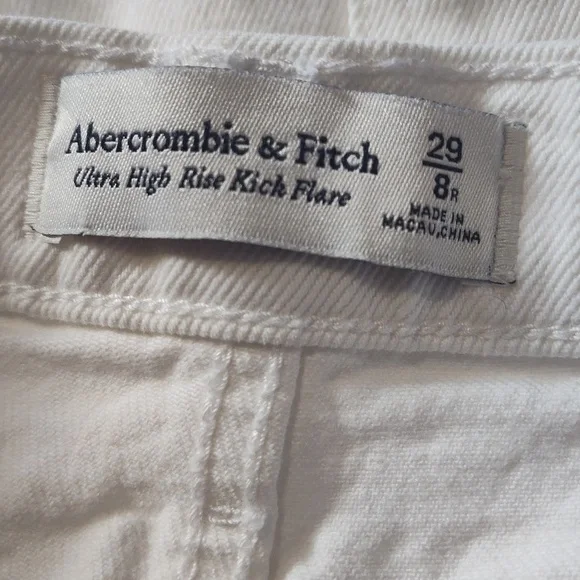 Abercrombie & Fitch
Ultra High Rise Kick Flare
29
8R
MADE IN
MACAU,CHINA